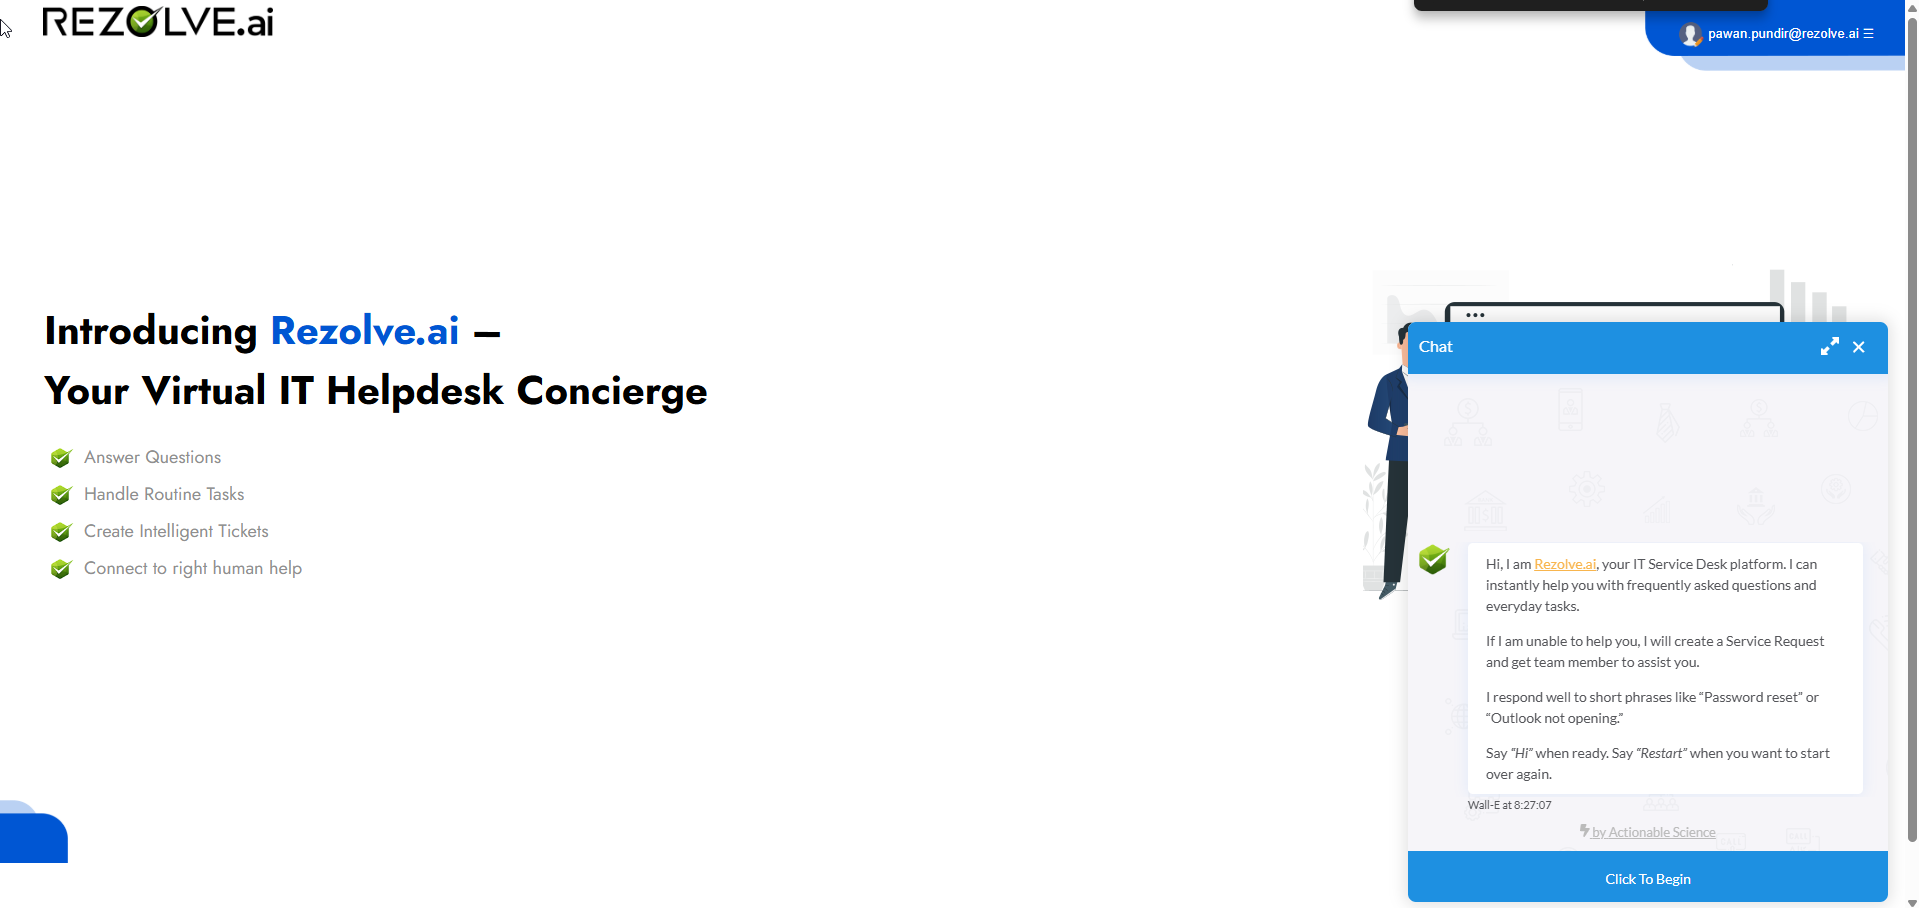 REZOLVE.ai
pawan.pundir@rezolve.ai
Introducing Rezolve.ai –
Your Virtual IT Helpdesk Concierge
Answer Questions
Handle Routine Tasks
Create Intelligent Tickets
Connect to right human help
Chat
Hi, I am Rezolve.ai, your IT Service Desk platform. I can
instantly help you with frequently asked questions and
everyday tasks.
If I am unable to help you, I will create a Service Request
and get team member to assist you.
I respond well to short phrases like “Password reset” or
“Outlook not opening.”
Say “Hi” when ready. Say “Restart” when you want to start
over again.
Wall-E at 8:27:07
by Actionable Science
Click To Begin